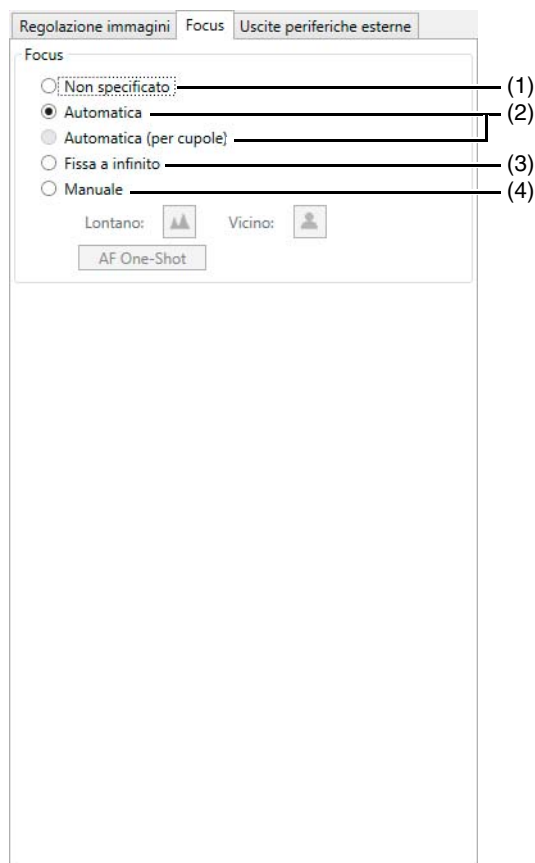 Regolazione immagini Focus Uscite periferiche esterne
Focus
Non specificato (1)
Automatica (2)
Automatica (per cupole)
Fissa a infinito (3)
Manuale (4)
Lontano: Vicino:
AF One-Shot